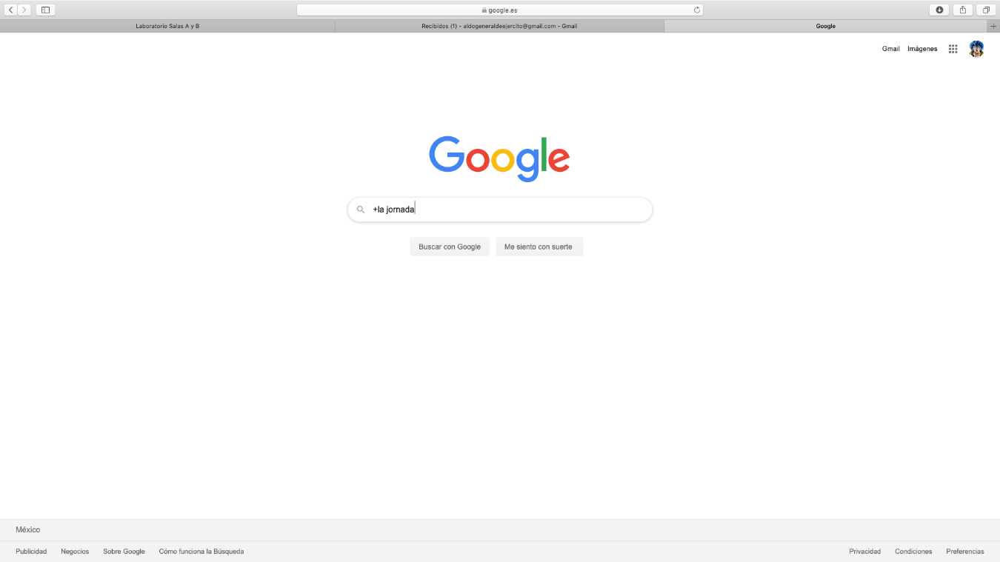 google.es
Laboratorio Salas A y B
Recibidos (1) - aldogeneraldeejercito@gmail.com - Gmail
Google
Gmail
Imágenes
Google
+la jornada
Buscar con Google
Me siento con suerte
México
Publicidad
Negocios
Sobre Google
Cómo funciona la Búsqueda
Privacidad
Condiciones
Preferencias